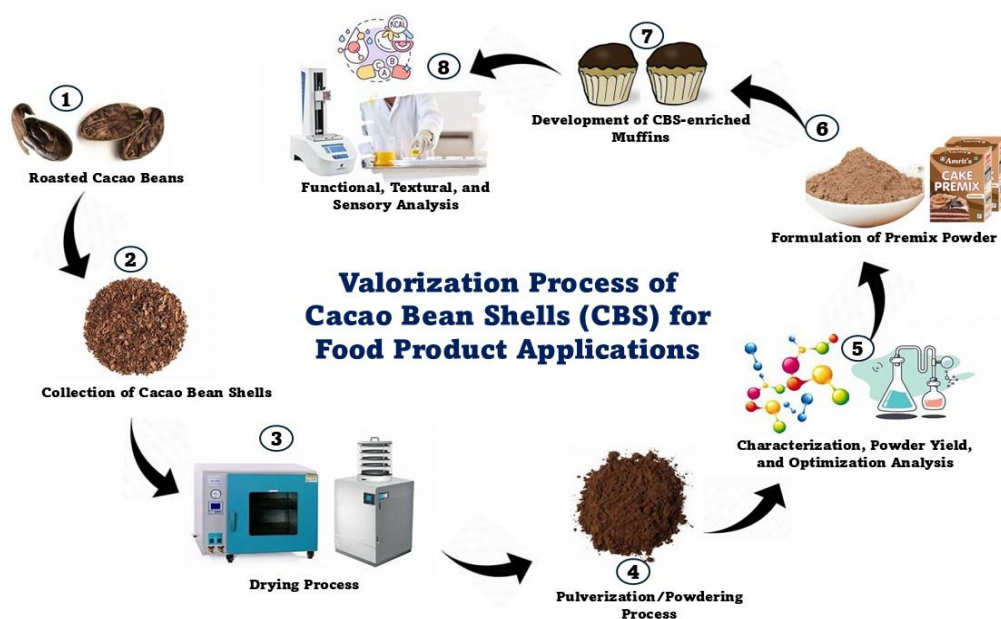 1
Roasted Cacao Beans
2
Collection of Cacao Bean Shells
3
Drying Process
4
Pulverization/Powdering
Process
5
Characterization, Powder Yield,
and Optimization Analysis
6
Amrit's
CAKE
PREMIX
Formulation of Premix Powder
7
Development of CBS-enriched
Muffins
8
KCAL
A
B
C
Functional, Textural, and
Sensory Analysis
Valorization Process of
Cacao Bean Shells (CBS) for
Food Product Applications